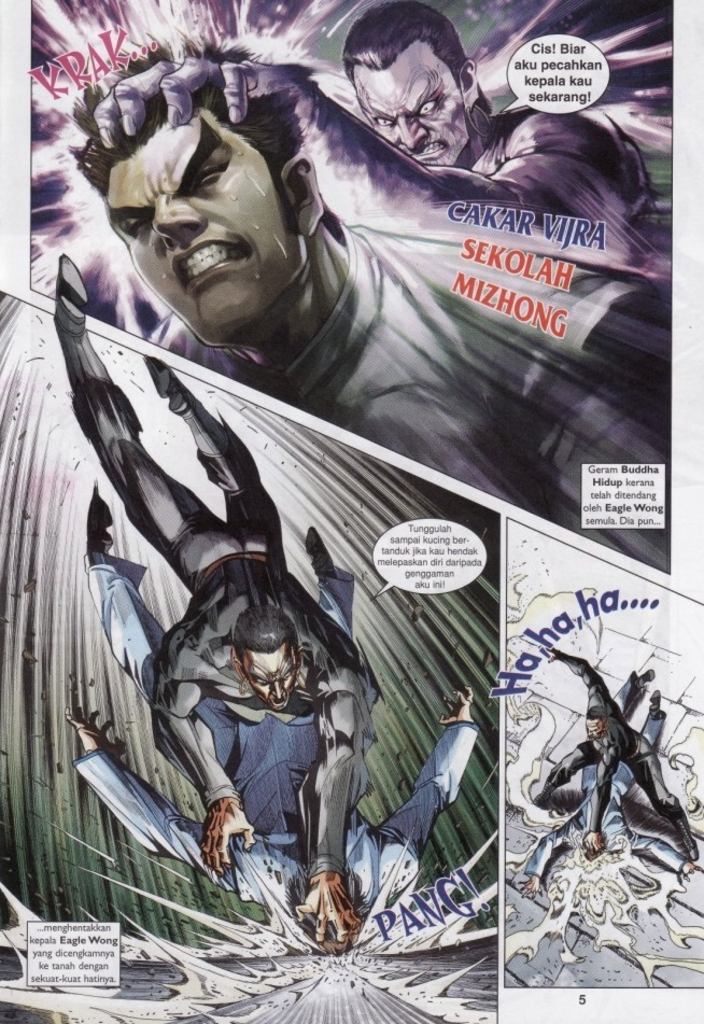 KRAK...
Cis! Biar
aku pecahkan
kepala kau
sekarang!
CAKAR VIJRA
SEKOLAH
MIZHONG
Geram Buddha
Hidup kerana
telah ditendang
oleh Eagle Wong
semula. Dia pun...
Tunggulah
sampai kucing ber-
tanduk jika kau hendak
melepaskan diri daripada
genggaman
aku ini!
Ha,ha,ha....
PANG!
...menghentakkan
kepala Eagle Wong
yang dicengkamnya
ke tanah dengan
sekuat-kuat hatinya.
5